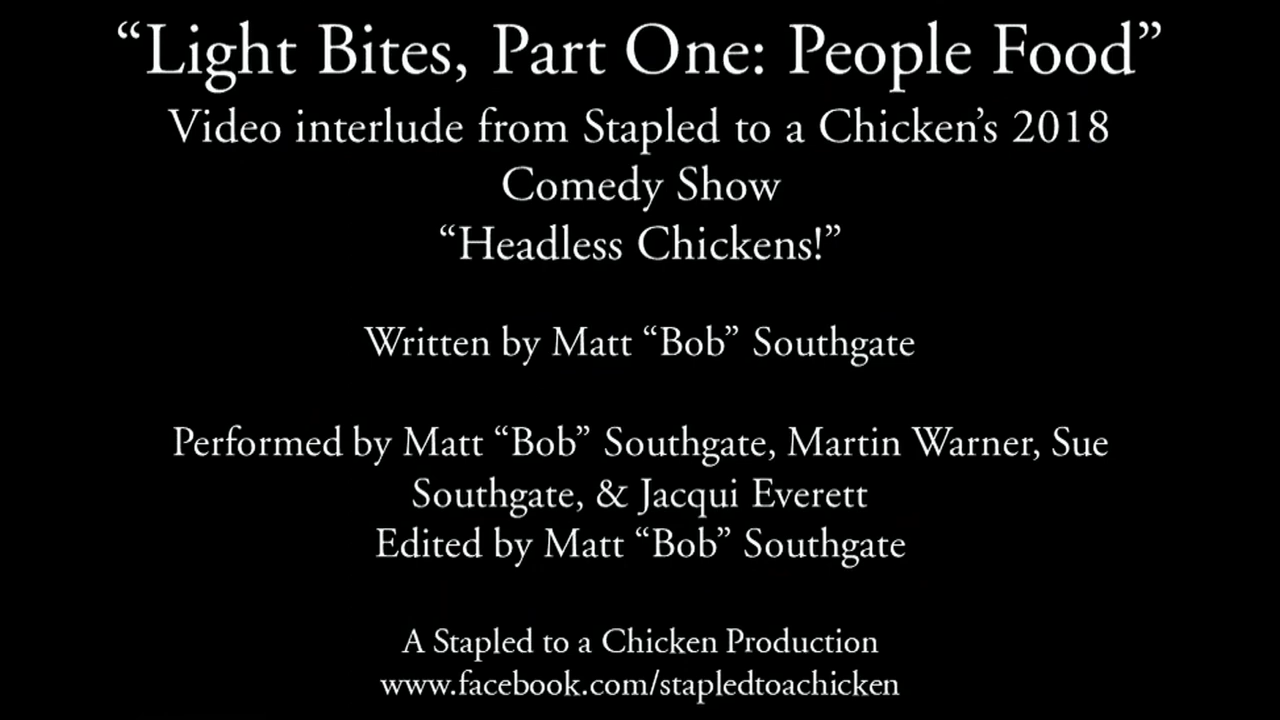 “Light Bites, Part One: People Food”
Video interlude from Stapled to a Chicken’s 2018
Comedy Show
“Headless Chickens!”
Written by Matt “Bob” Southgate
Performed by Matt “Bob” Southgate, Martin Warner, Sue
Southgate, & Jacqui Everett
Edited by Matt “Bob” Southgate
A Stapled to a Chicken Production
www.facebook.com/stapledtoachicken